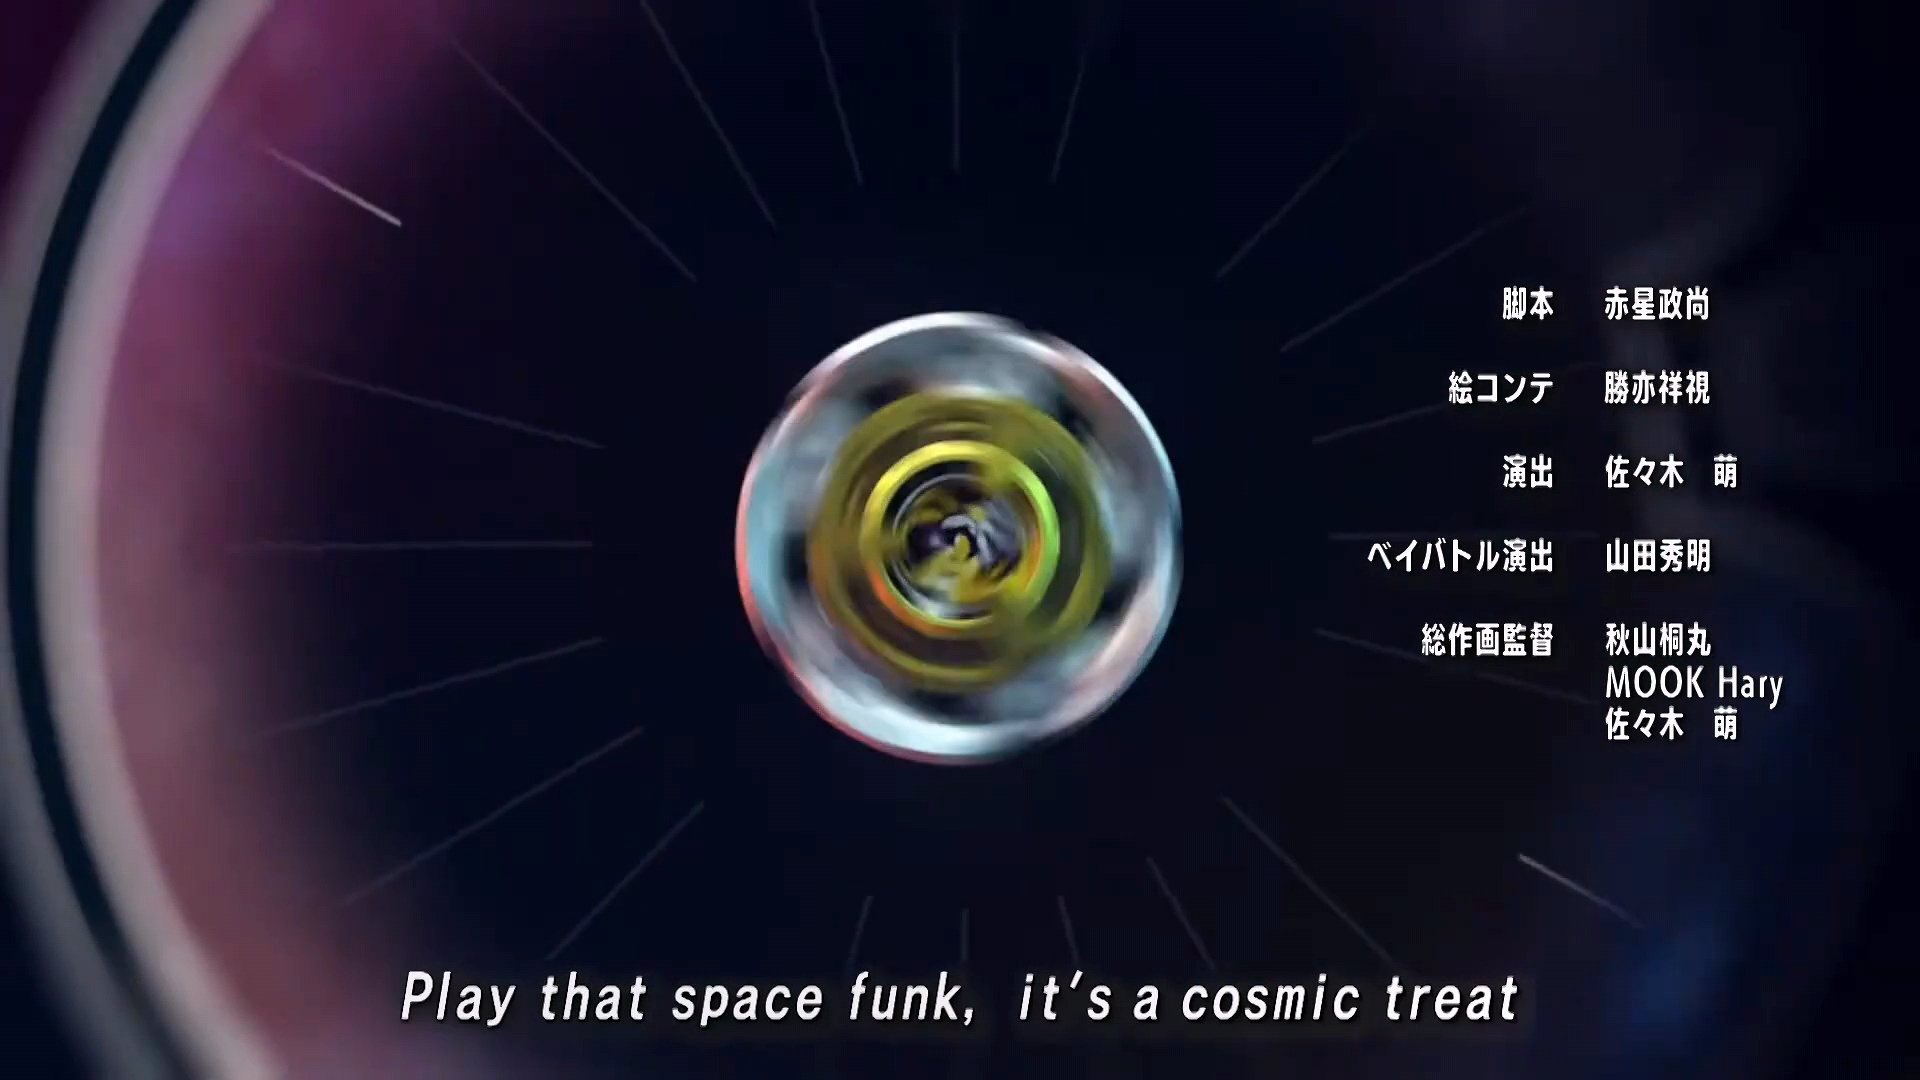 脚本　赤星政尚
絵コンテ　勝亦祥視
演出　佐々木　萌
ベイバトル演出　山田秀明
総作画監督　秋山桐丸
MOOK Hary
佐々木　萌
Play that space funk, it's a cosmic treat